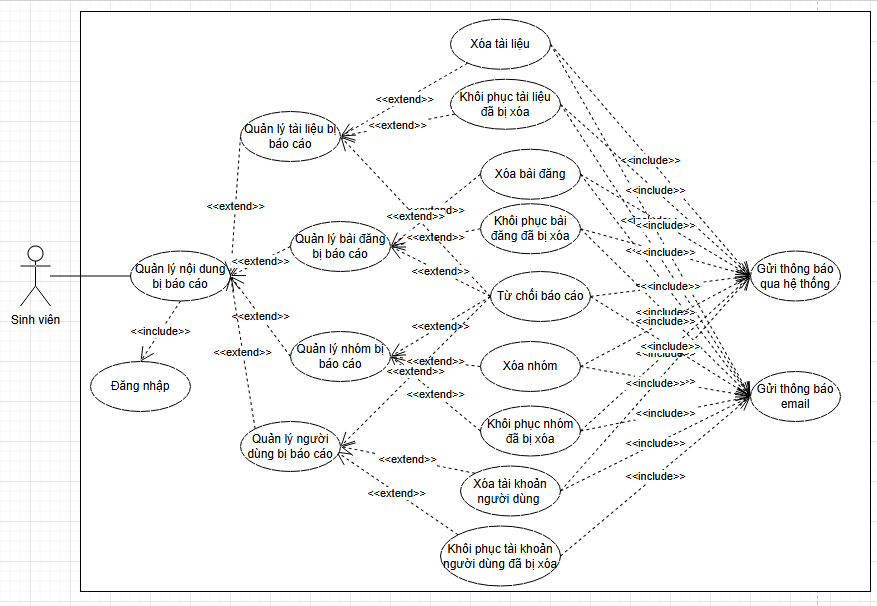 Xóa tài liệu
<<extend>>
Khôi phục tài liệu
đã bị xóa
<<extend>>
Quản lý tài liệu bị
báo cáo
<<include>>
Xóa bài đăng
<<include>>
<<extend>>
<<extend>>
<<extend>>
Khôi phục bài
đăng đã bị xóa
<<include>>
<<extend>>
Quản lý bài đăng
bị báo cáo
<<include>>
<<extend>>
Quản lý nội dung
bị báo cáo
<<extend>>
Gửi thông báo
qua hệ thống
<<include>>
Từ chối báo cáo
Sinh viên
<<extend>>
<<include>>
<<include>>
<<include>>
<<extend>>
<<extend>>
Quản lý nhóm bị
báo cáo
<<include>>
<<include>>
<<extend>>
<<extend>>
Xóa nhóm
<<extend>>
Đăng nhập
<<include>>
Gửi thông báo
email
<<extend>>
<<include>>
Khôi phục nhóm
đã bị xóa
Quản lý người
dùng bị báo cáo
<<include>>
<<extend>>
<<include>>
Xóa tài khoản
người dùng
<<extend>>
Khôi phục tài khoản
người dùng đã bị xóa